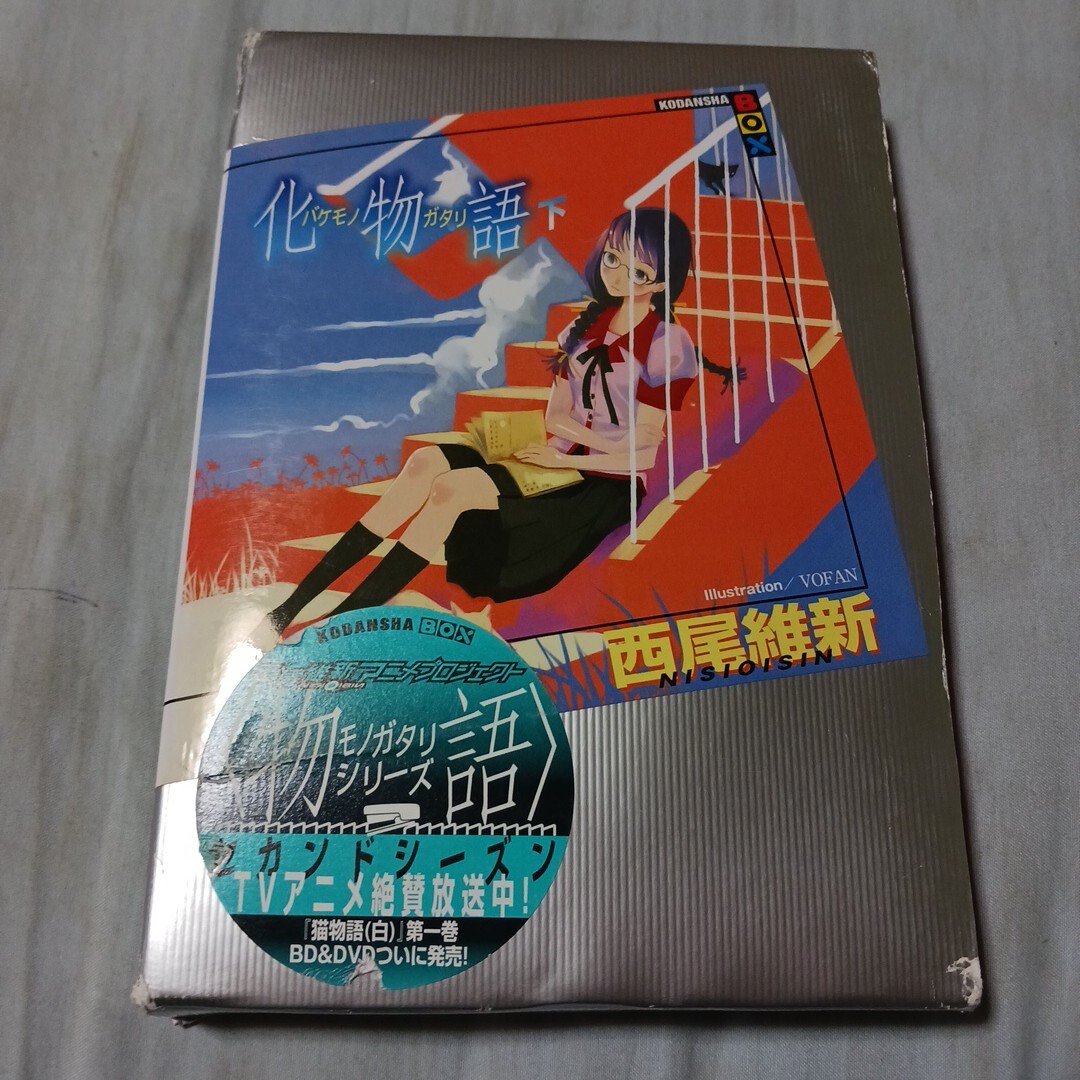 KODANSHA BOX
化物語 下
バケモノ ガタリ
Illustration/VOFAN
西尾維新
NISIOISIN
KODANSHA BOX
アニメプロジェクト
NISIOISIN
〈物語〉
モノガタリ
シリーズ
セカンドシーズン
TVアニメ絶賛放送中!
『猫物語(白)』第一巻
BD&DVDついに発売!